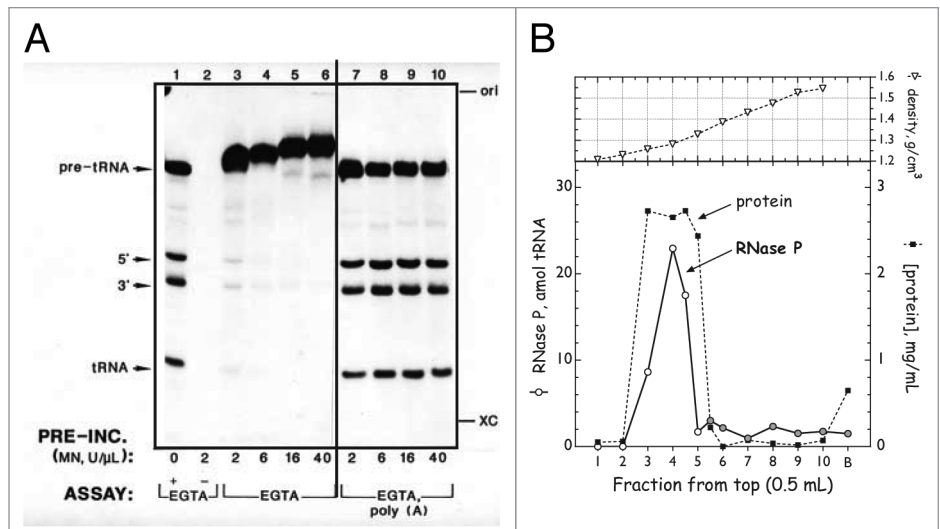 A
1 2 3 4 5 6 7 8 9 10
ori
pre-tRNA
5'
3'
tRNA
XC
PRE-INC.
(MN, U/µL):
0 2 2 6 16 40 2 6 16 40
+ −
ASSAY:
EGTA
EGTA
EGTA,
poly (A)
B
1.6
1.5
1.4
1.3
1.2
density, g/cm3
30
20
10
0
RNase P, amol tRNA
3
2
1
0
[protein], mg/mL
protein
RNase P
1 2 3 4 5 6 7 8 9 10 B
Fraction from top (0.5 mL)